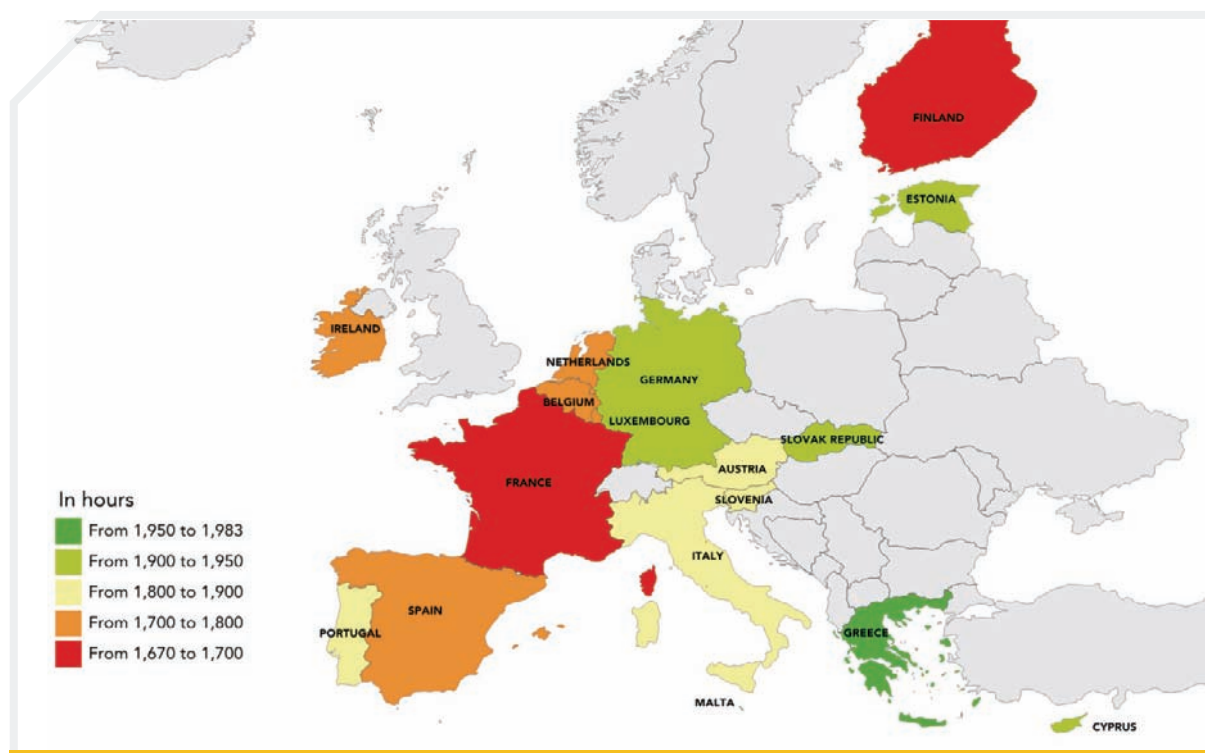 FINLAND
ESTONIA
IRELAND
NETHERLANDS
GERMANY
BELGIUM
LUXEMBOURG
SLOVAK REPUBLIC
AUSTRIA
FRANCE
SLOVENIA
In hours
From 1,950 to 1,983
From 1,900 to 1,950
ITALY
From 1,800 to 1,900
From 1,700 to 1,800
SPAIN
PORTUGAL
GREECE
From 1,670 to 1,700
MALTA
CYPRUS